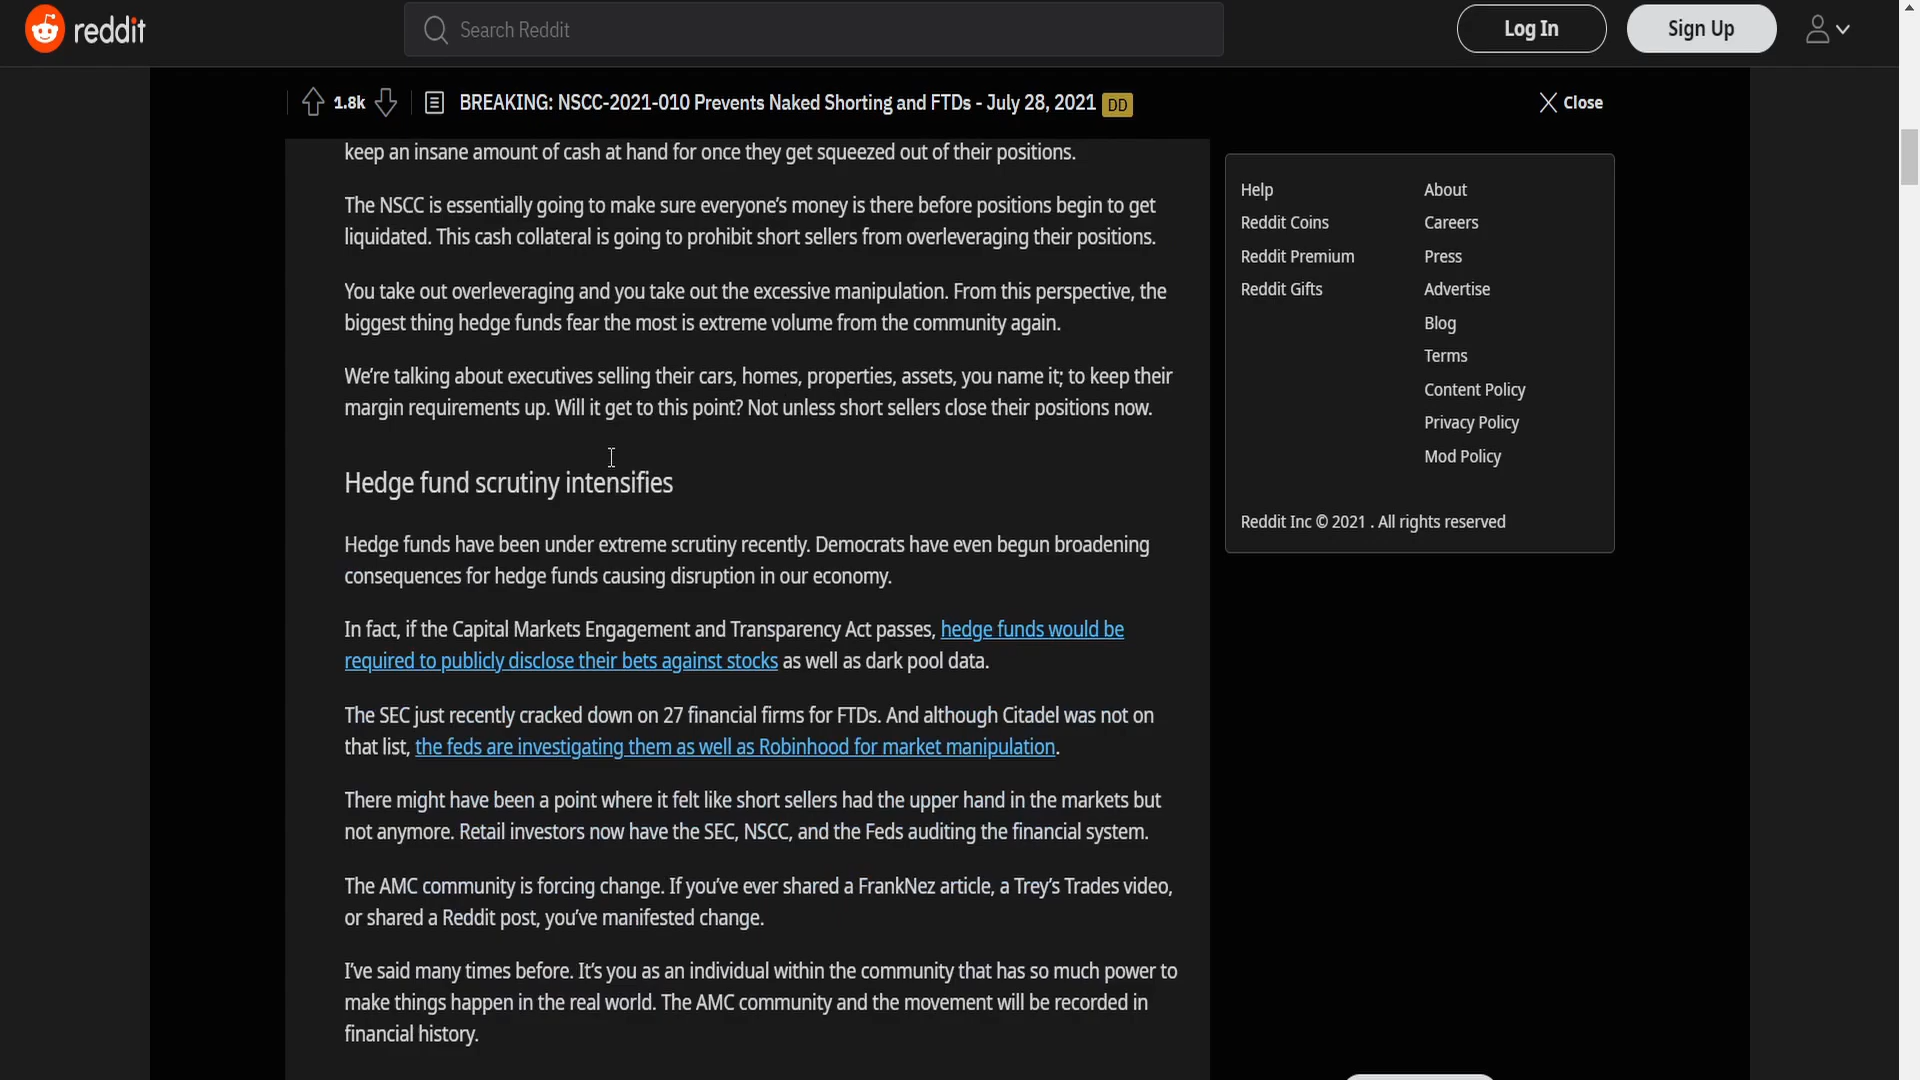 reddit
Search Reddit
Log In
Sign Up
1.8k
BREAKING: NSCC-2021-010 Prevents Naked Shorting and FTDs - July 28, 2021 DD
Close
keep an insane amount of cash at hand for once they get squeezed out of their positions.
The NSCC is essentially going to make sure everyone’s money is there before positions begin to get
liquidated. This cash collateral is going to prohibit short sellers from overleveraging their positions.
You take out overleveraging and you take out the excessive manipulation. From this perspective, the
biggest thing hedge funds fear the most is extreme volume from the community again.
We’re talking about executives selling their cars, homes, properties, assets, you name it; to keep their
margin requirements up. Will it get to this point? Not unless short sellers close their positions now.
Hedge fund scrutiny intensifies
Hedge funds have been under extreme scrutiny recently. Democrats have even begun broadening
consequences for hedge funds causing disruption in our economy.
In fact, if the Capital Markets Engagement and Transparency Act passes, hedge funds would be
required to publicly disclose their bets against stocks as well as dark pool data.
The SEC just recently cracked down on 27 financial firms for FTDs. And although Citadel was not on
that list, the feds are investigating them as well as Robinhood for market manipulation.
There might have been a point where it felt like short sellers had the upper hand in the markets but
not anymore. Retail investors now have the SEC, NSCC, and the Feds auditing the financial system.
The AMC community is forcing change. If you’ve ever shared a FrankNez article, a Trey’s Trades video,
or shared a Reddit post, you’ve manifested change.
I’ve said many times before. It’s you as an individual within the community that has so much power to
make things happen in the real world. The AMC community and the movement will be recorded in
financial history.
Help
Reddit Coins
Reddit Premium
Reddit Gifts
About
Careers
Press
Advertise
Blog
Terms
Content Policy
Privacy Policy
Mod Policy
Reddit Inc © 2021 . All rights reserved